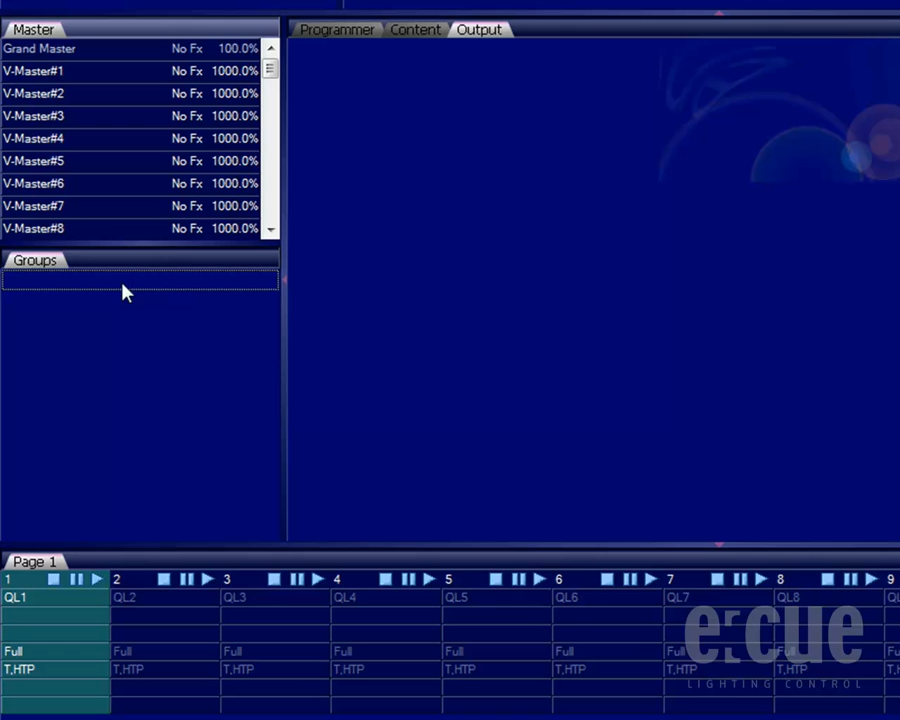 Master
Programmer Content Output
Grand Master No Fx 100.0%
V-Master#1 No Fx 1000.0%
V-Master#2 No Fx 1000.0%
V-Master#3 No Fx 1000.0%
V-Master#4 No Fx 1000.0%
V-Master#5 No Fx 1000.0%
V-Master#6 No Fx 1000.0%
V-Master#7 No Fx 1000.0%
V-Master#8 No Fx 1000.0%
Groups
Page 1
1 2 3 4 5 6 7 8 9
QL1 QL2 QL3 QL4 QL5 QL6 QL7 QL8
Full Full Full Full Full Full Full Full
T,HTP T,HTP T,HTP T,HTP T,HTP T,HTP T,HTP T,HTP
e:cue
LIGHTING CONTROL